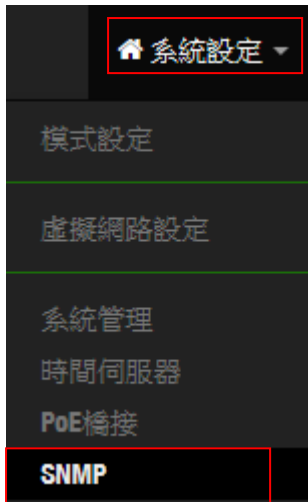 系統設定
模式設定
虛擬網路設定
系統管理
時間伺服器
PoE橋接
SNMP